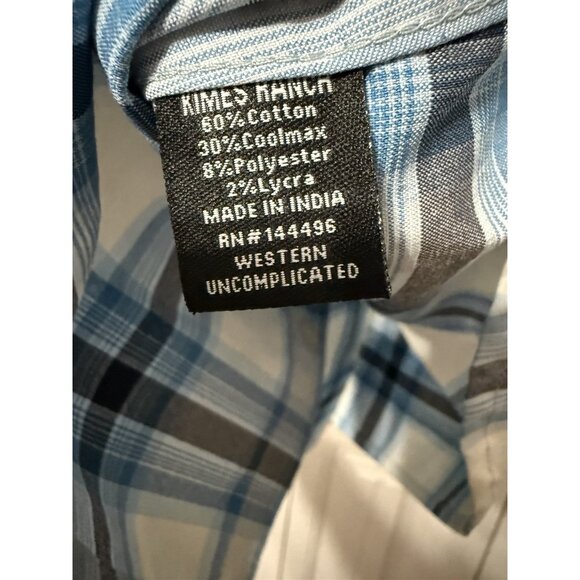 KIMES RANCH
60%Cotton
30%Coolmax
8%Polyester
2%Lycra
MADE IN INDIA
RN#144496
WESTERN
UNCOMPLICATED